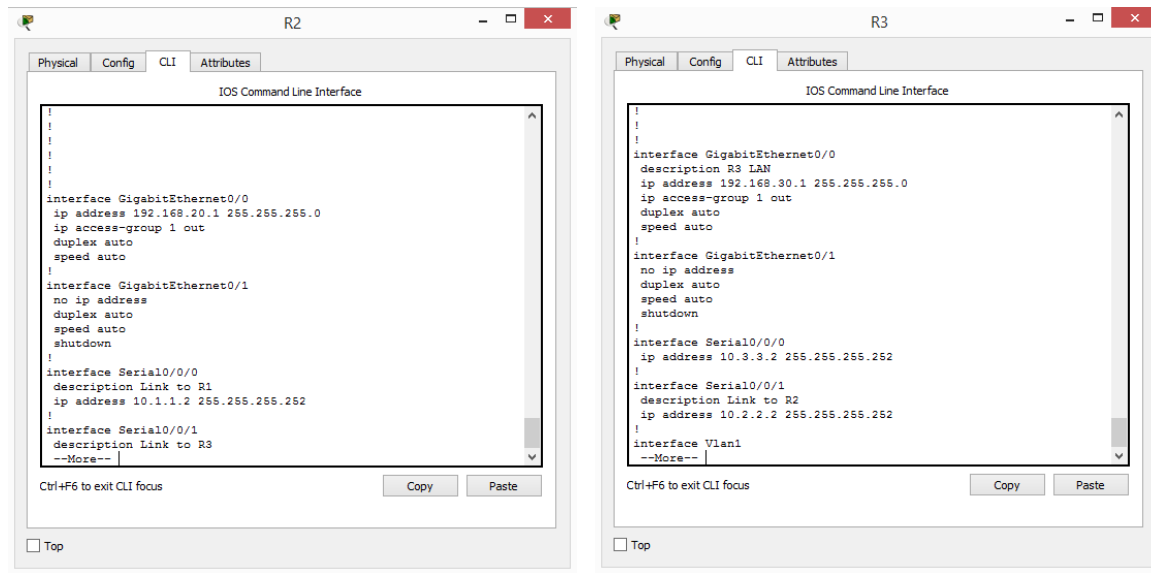 R2
Physical Config CLI Attributes
IOS Command Line Interface
!
!
!
!
!
!
interface GigabitEthernet0/0
ip address 192.168.20.1 255.255.255.0
ip access-group 1 out
duplex auto
speed auto
!
interface GigabitEthernet0/1
no ip address
duplex auto
speed auto
shutdown
!
interface Serial0/0/0
description Link to R1
ip address 10.1.1.2 255.255.255.252
!
interface Serial0/0/1
description Link to R3
--More--
Ctrl+F6 to exit CLI focus
Copy
Paste
Top
R3
Physical Config CLI Attributes
IOS Command Line Interface
!
!
!
interface GigabitEthernet0/0
description R3 LAN
ip address 192.168.30.1 255.255.255.0
ip access-group 1 out
duplex auto
speed auto
!
interface GigabitEthernet0/1
no ip address
duplex auto
speed auto
shutdown
!
interface Serial0/0/0
ip address 10.3.3.2 255.255.255.252
!
interface Serial0/0/1
description Link to R2
ip address 10.2.2.2 255.255.255.252
!
interface Vlan1
--More--
Ctrl+F6 to exit CLI focus
Copy
Paste
Top